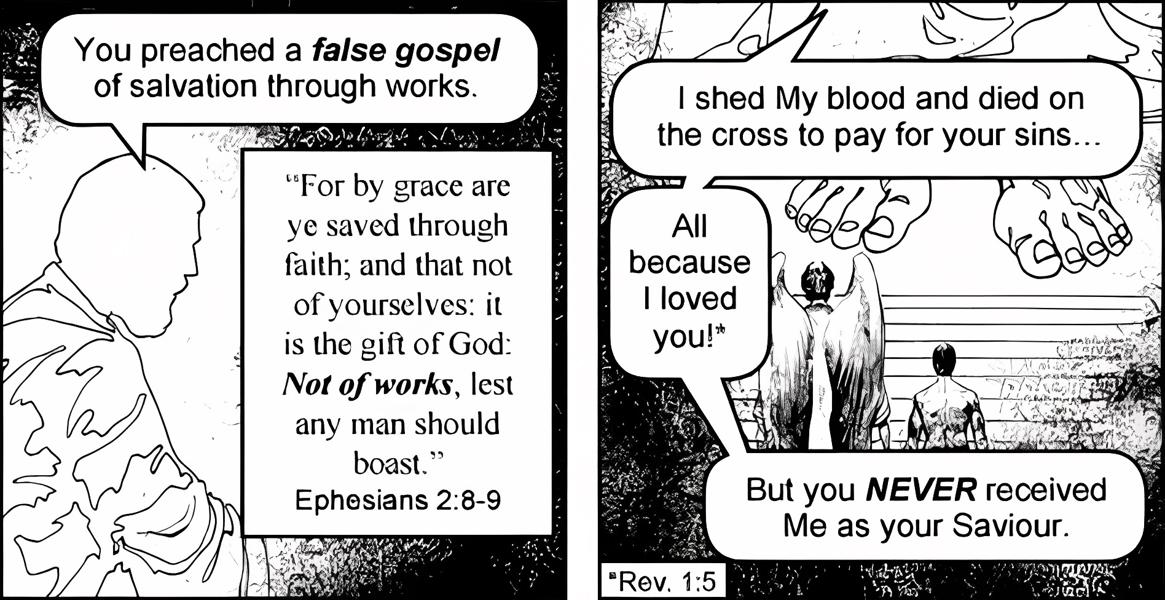 You preached a false gospel
of salvation through works.
“For by grace are
ye saved through
faith; and that not
of yourselves: it
is the gift of God:
Not of works, lest
any man should
boast.”
Ephesians 2:8-9
I shed My blood and died on
the cross to pay for your sins...
All
because
I loved
you!*
But you NEVER received
Me as your Saviour.
*Rev. 1:5